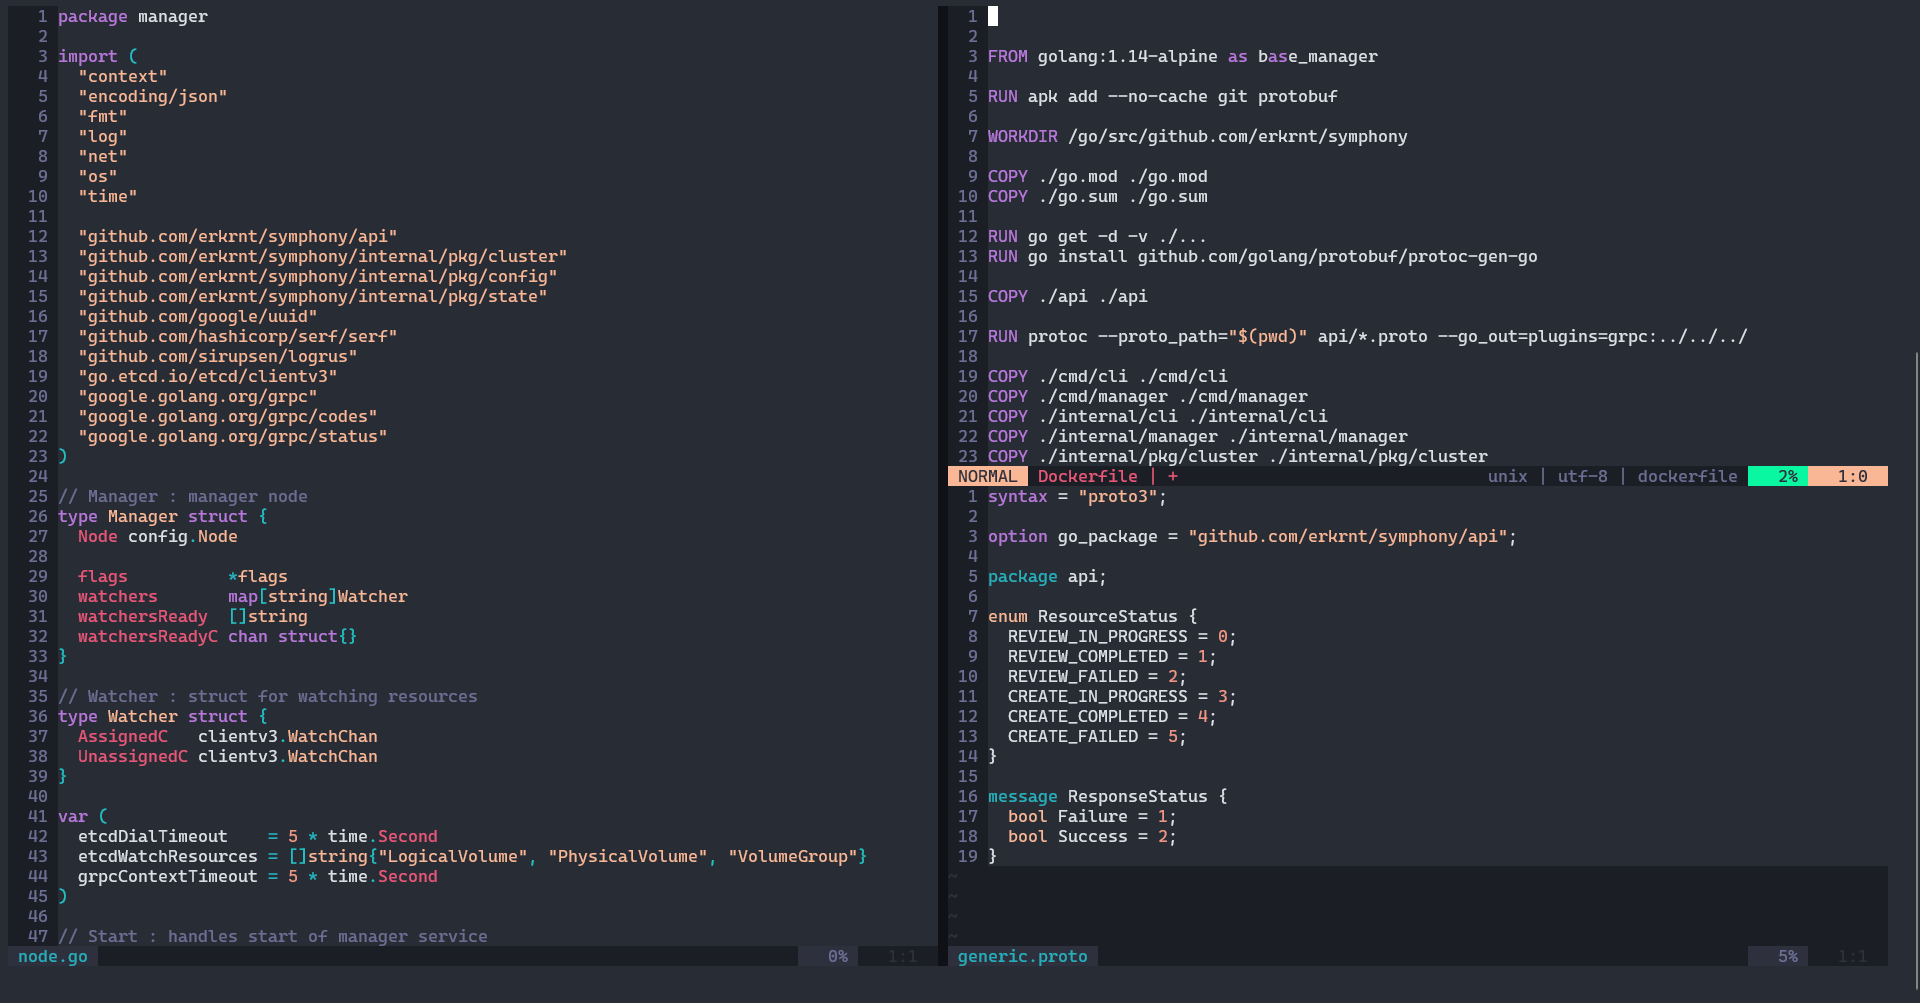 1 package manager
2
3 import (
4   "context"
5   "encoding/json"
6   "fmt"
7   "log"
8   "net"
9   "os"
10   "time"
11
12   "github.com/erkrnt/symphony/api"
13   "github.com/erkrnt/symphony/internal/pkg/cluster"
14   "github.com/erkrnt/symphony/internal/pkg/config"
15   "github.com/erkrnt/symphony/internal/pkg/state"
16   "github.com/google/uuid"
17   "github.com/hashicorp/serf/serf"
18   "github.com/sirupsen/logrus"
19   "go.etcd.io/etcd/clientv3"
20   "google.golang.org/grpc"
21   "google.golang.org/grpc/codes"
22   "google.golang.org/grpc/status"
23 )
24
25 // Manager : manager node
26 type Manager struct {
27   Node config.Node
28
29   flags          *flags
30   watchers       map[string]Watcher
31   watchersReady  []string
32   watchersReadyC chan struct{}
33 }
34
35 // Watcher : struct for watching resources
36 type Watcher struct {
37   AssignedC   clientv3.WatchChan
38   UnassignedC clientv3.WatchChan
39 }
40
41 var (
42   etcdDialTimeout    = 5 * time.Second
43   etcdWatchResources = []string{"LogicalVolume", "PhysicalVolume", "VolumeGroup"}
44   grpcContextTimeout = 5 * time.Second
45 )
46
47 // Start : handles start of manager service
node.go 0% 1:1
1
2
3 FROM golang:1.14-alpine as base_manager
4
5 RUN apk add --no-cache git protobuf
6
7 WORKDIR /go/src/github.com/erkrnt/symphony
8
9 COPY ./go.mod ./go.mod
10 COPY ./go.sum ./go.sum
11
12 RUN go get -d -v ./...
13 RUN go install github.com/golang/protobuf/protoc-gen-go
14
15 COPY ./api ./api
16
17 RUN protoc --proto_path="$(pwd)" api/*.proto --go_out=plugins=grpc:../../../
18
19 COPY ./cmd/cli ./cmd/cli
20 COPY ./cmd/manager ./cmd/manager
21 COPY ./internal/cli ./internal/cli
22 COPY ./internal/manager ./internal/manager
23 COPY ./internal/pkg/cluster ./internal/pkg/cluster
NORMAL Dockerfile | + unix | utf-8 | dockerfile 2% 1:0
1 syntax = "proto3";
2
3 option go_package = "github.com/erkrnt/symphony/api";
4
5 package api;
6
7 enum ResourceStatus {
8   REVIEW_IN_PROGRESS = 0;
9   REVIEW_COMPLETED = 1;
10   REVIEW_FAILED = 2;
11   CREATE_IN_PROGRESS = 3;
12   CREATE_COMPLETED = 4;
13   CREATE_FAILED = 5;
14 }
15
16 message ResponseStatus {
17   bool Failure = 1;
18   bool Success = 2;
19 }
~
~
~
~
generic.proto 5% 1:1